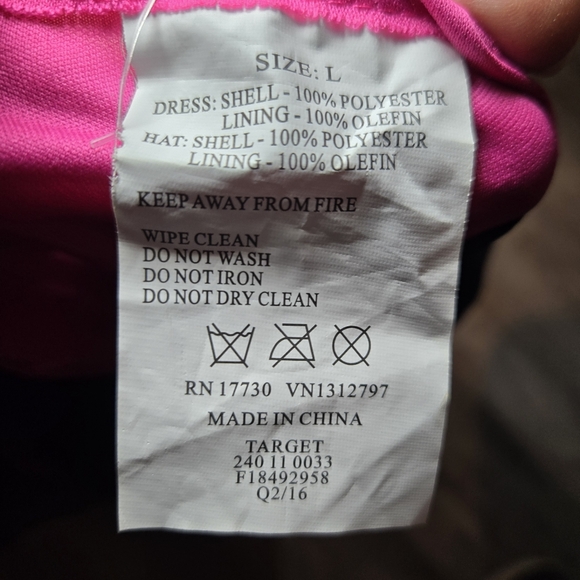 SIZE: L
DRESS: SHELL - 100% POLYESTER
LINING - 100% OLEFIN
HAT: SHELL - 100% POLYESTER
LINING - 100% OLEFIN
KEEP AWAY FROM FIRE
WIPE CLEAN
DO NOT WASH
DO NOT IRON
DO NOT DRY CLEAN
RN 17730 VN1312797
MADE IN CHINA
TARGET
240 11 0033
F18492958
Q2/16